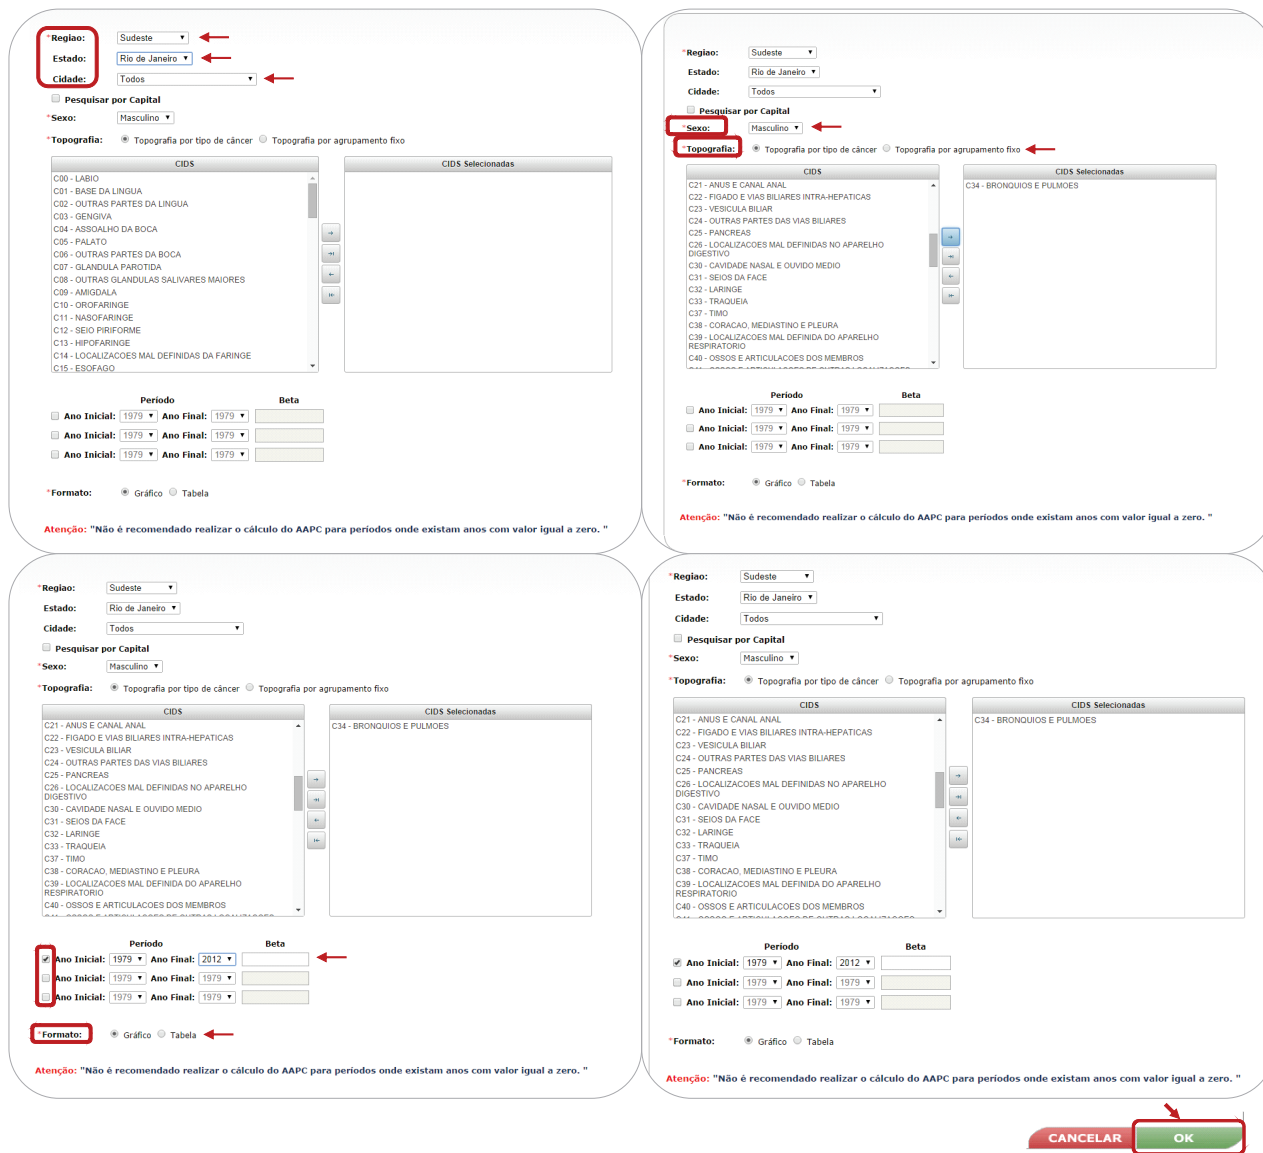 *Regiao: Sudeste
Estado: Rio de Janeiro
Cidade: Todos
Pesquisar por Capital
*Sexo: Masculino
*Topografia: Topografia por tipo de câncer Topografia por agrupamento fixo
CIDS CIDS Selecionadas
C00 - LABIO
C01 - BASE DA LINGUA
C02 - OUTRAS PARTES DA LINGUA
C03 - GENGIVA
C04 - ASSOALHO DA BOCA
C05 - PALATO
C06 - OUTRAS PARTES DA BOCA
C07 - GLANDULA PAROTIDA
C08 - OUTRAS GLANDULAS SALIVARES MAIORES
C09 - AMIGDALA
C10 - OROFARINGE
C11 - NASOFARINGE
C12 - SEIO PIRIFORME
C13 - HIPOFARINGE
C14 - LOCALIZACOES MAL DEFINIDAS DA FARINGE
C15 - ESOFAGO
Período Beta
Ano Inicial: 1979 Ano Final: 1979
Ano Inicial: 1979 Ano Final: 1979
Ano Inicial: 1979 Ano Final: 1979
*Formato: Gráfico Tabela
Atenção: "Não é recomendado realizar o cálculo do AAPC para períodos onde existam anos com valor igual a zero. "
*Regiao: Sudeste
Estado: Rio de Janeiro
Cidade: Todos
Pesquisar por Capital
*Sexo: Masculino
*Topografia: Topografia por tipo de câncer Topografia por agrupamento fixo
CIDS CIDS Selecionadas
C21 - ANUS E CANAL ANAL C34 - BRONQUIOS E PULMOES
C22 - FIGADO E VIAS BILIARES INTRA-HEPATICAS
C23 - VESICULA BILIAR
C24 - OUTRAS PARTES DAS VIAS BILIARES
C25 - PANCREAS
C26 - LOCALIZACOES MAL DEFINIDAS NO APARELHO
DIGESTIVO
C30 - CAVIDADE NASAL E OUVIDO MEDIO
C31 - SEIOS DA FACE
C32 - LARINGE
C33 - TRAQUEIA
C37 - TIMO
C38 - CORACAO, MEDIASTINO E PLEURA
C39 - LOCALIZACOES MAL DEFINIDA DO APARELHO
RESPIRATORIO
C40 - OSSOS E ARTICULACOES DOS MEMBROS
Período Beta
Ano Inicial: 1979 Ano Final: 1979
Ano Inicial: 1979 Ano Final: 1979
Ano Inicial: 1979 Ano Final: 1979
*Formato: Gráfico Tabela
Atenção: "Não é recomendado realizar o cálculo do AAPC para períodos onde existam anos com valor igual a zero. "
*Regiao: Sudeste
Estado: Rio de Janeiro
Cidade: Todos
Pesquisar por Capital
*Sexo: Masculino
*Topografia: Topografia por tipo de câncer Topografia por agrupamento fixo
CIDS CIDS Selecionadas
C21 - ANUS E CANAL ANAL C34 - BRONQUIOS E PULMOES
C22 - FIGADO E VIAS BILIARES INTRA-HEPATICAS
C23 - VESICULA BILIAR
C24 - OUTRAS PARTES DAS VIAS BILIARES
C25 - PANCREAS
C26 - LOCALIZACOES MAL DEFINIDAS NO APARELHO
DIGESTIVO
C30 - CAVIDADE NASAL E OUVIDO MEDIO
C31 - SEIOS DA FACE
C32 - LARINGE
C33 - TRAQUEIA
C37 - TIMO
C38 - CORACAO, MEDIASTINO E PLEURA
C39 - LOCALIZACOES MAL DEFINIDA DO APARELHO
RESPIRATORIO
C40 - OSSOS E ARTICULACOES DOS MEMBROS
Período Beta
Ano Inicial: 1979 Ano Final: 2012
Ano Inicial: 1979 Ano Final: 1979
Ano Inicial: 1979 Ano Final: 1979
*Formato: Gráfico Tabela
Atenção: "Não é recomendado realizar o cálculo do AAPC para períodos onde existam anos com valor igual a zero. "
*Regiao: Sudeste
Estado: Rio de Janeiro
Cidade: Todos
Pesquisar por Capital
*Sexo: Masculino
*Topografia: Topografia por tipo de câncer Topografia por agrupamento fixo
CIDS CIDS Selecionadas
C21 - ANUS E CANAL ANAL C34 - BRONQUIOS E PULMOES
C22 - FIGADO E VIAS BILIARES INTRA-HEPATICAS
C23 - VESICULA BILIAR
C24 - OUTRAS PARTES DAS VIAS BILIARES
C25 - PANCREAS
C26 - LOCALIZACOES MAL DEFINIDAS NO APARELHO
DIGESTIVO
C30 - CAVIDADE NASAL E OUVIDO MEDIO
C31 - SEIOS DA FACE
C32 - LARINGE
C33 - TRAQUEIA
C37 - TIMO
C38 - CORACAO, MEDIASTINO E PLEURA
C39 - LOCALIZACOES MAL DEFINIDA DO APARELHO
RESPIRATORIO
C40 - OSSOS E ARTICULACOES DOS MEMBROS
Período Beta
Ano Inicial: 1979 Ano Final: 2012
Ano Inicial: 1979 Ano Final: 1979
Ano Inicial: 1979 Ano Final: 1979
*Formato: Gráfico Tabela
Atenção: "Não é recomendado realizar o cálculo do AAPC para períodos onde existam anos com valor igual a zero. "
CANCELAR OK